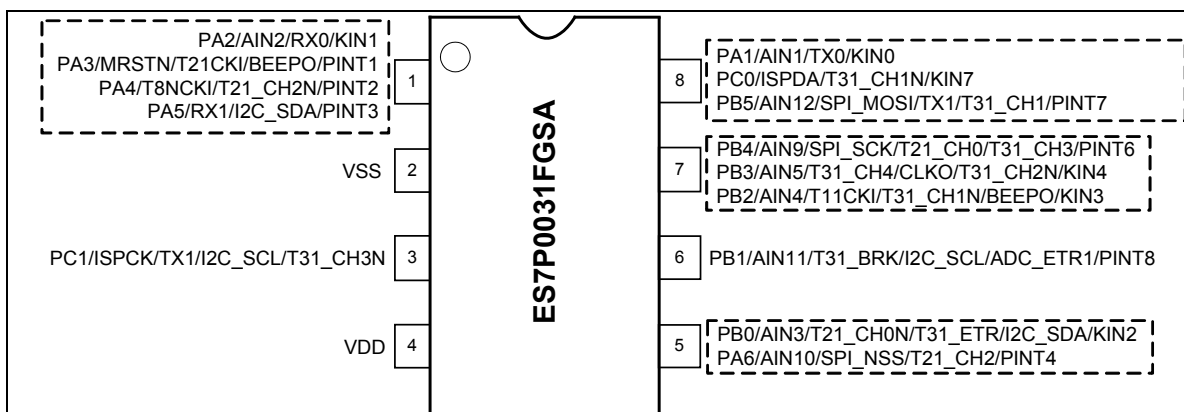 PA2/AIN2/RX0/KIN1
PA3/MRSTN/T21CKI/BEEPO/PINT1
PA4/T8NCKI/T21_CH2N/PINT2
PA5/RX1/I2C_SDA/PINT3
1
VSS
2
PC1/ISPCK/TX1/I2C_SCL/T31_CH3N
3
VDD
4
ES7P0031FGSA
8
PA1/AIN1/TX0/KIN0
PC0/ISPDA/T31_CH1N/KIN7
PB5/AIN12/SPI_MOSI/TX1/T31_CH1/PINT7
7
PB4/AIN9/SPI_SCK/T21_CH0/T31_CH3/PINT6
PB3/AIN5/T31_CH4/CLKO/T31_CH2N/KIN4
PB2/AIN4/T11CKI/T31_CH1N/BEEPO/KIN3
6
PB1/AIN11/T31_BRK/I2C_SCL/ADC_ETR1/PINT8
5
PB0/AIN3/T21_CH0N/T31_ETR/I2C_SDA/KIN2
PA6/AIN10/SPI_NSS/T21_CH2/PINT4